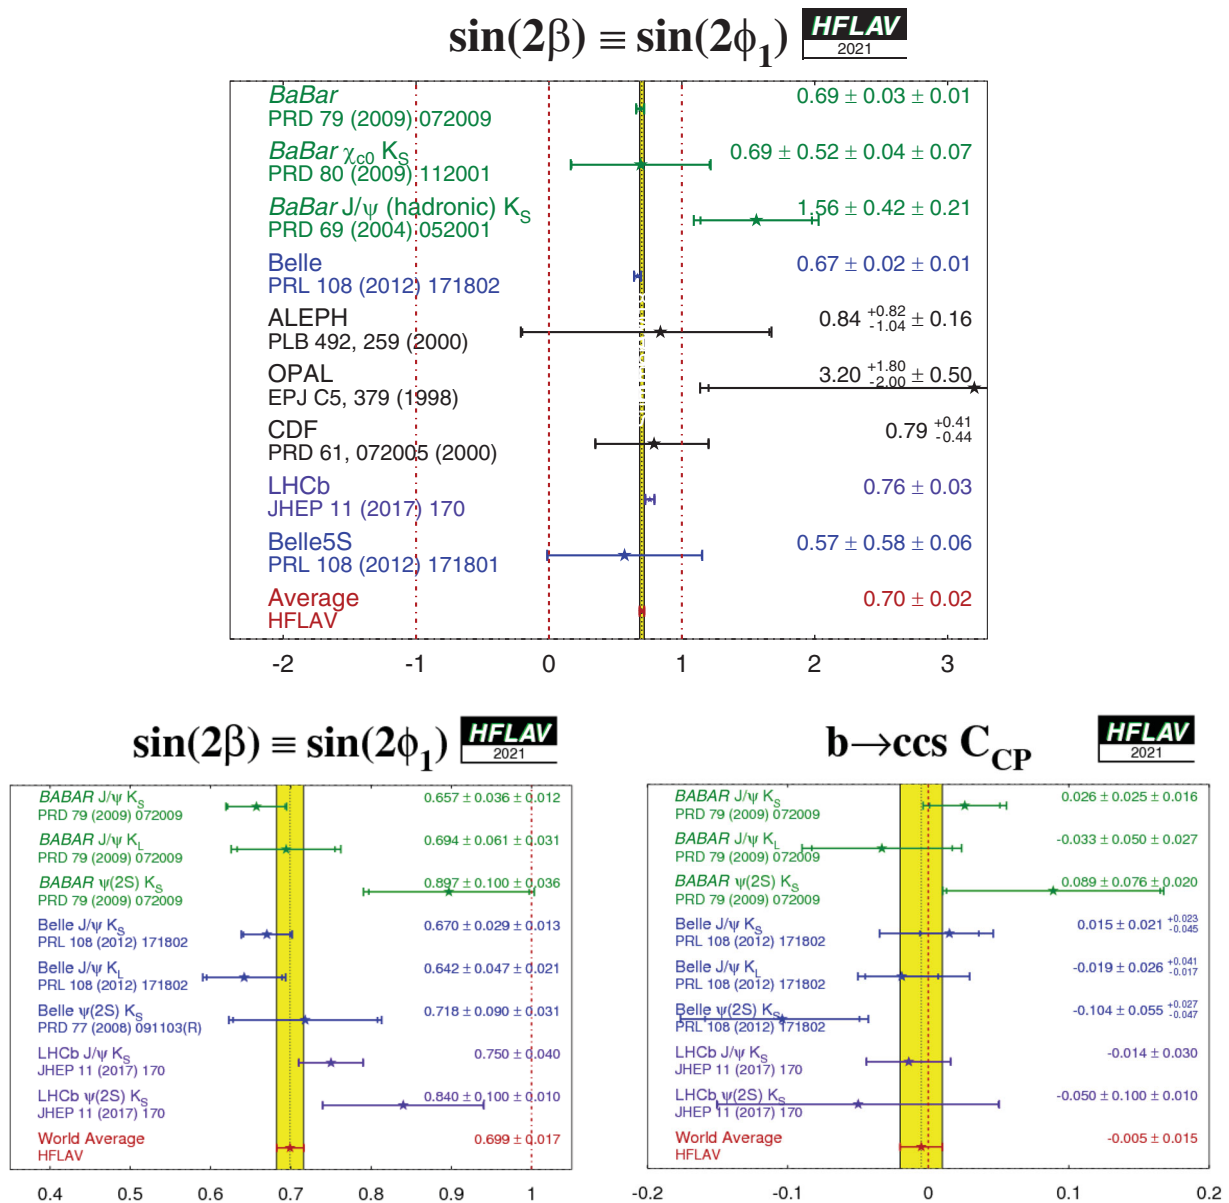 sin(2β) ≡ sin(2ϕ₁) HFLAV 2021
BaBar 0.69 ± 0.03 ± 0.01
PRD 79 (2009) 072009
BaBar χc0 KS 0.69 ± 0.52 ± 0.04 ± 0.07
PRD 80 (2009) 112001
BaBar J/ψ (hadronic) KS 1.56 ± 0.42 ± 0.21
PRD 69 (2004) 052001
Belle 0.67 ± 0.02 ± 0.01
PRL 108 (2012) 171802
ALEPH 0.84 +0.82 -1.04 ± 0.16
PLB 492, 259 (2000)
OPAL 3.20 +1.80 -2.00 ± 0.50
EPJ C5, 379 (1998)
CDF 0.79 +0.41 -0.44
PRD 61, 072005 (2000)
LHCb 0.76 ± 0.03
JHEP 11 (2017) 170
Belle5S 0.57 ± 0.58 ± 0.06
PRL 108 (2012) 171801
Average 0.70 ± 0.02
HFLAV
-2 -1 0 1 2 3
sin(2β) ≡ sin(2ϕ₁) HFLAV 2021
BABAR J/ψ KS 0.657 ± 0.036 ± 0.012
PRD 79 (2009) 072009
BABAR J/ψ KL 0.694 ± 0.061 ± 0.031
PRD 79 (2009) 072009
BABAR ψ(2S) KS 0.897 ± 0.100 ± 0.036
PRD 79 (2009) 072009
Belle J/ψ KS 0.670 ± 0.029 ± 0.013
PRL 108 (2012) 171802
Belle J/ψ KL 0.642 ± 0.047 ± 0.021
PRL 108 (2012) 171802
Belle ψ(2S) KS 0.718 ± 0.090 ± 0.031
PRD 77 (2008) 091103(R)
LHCb J/ψ KS 0.750 ± 0.040
JHEP 11 (2017) 170
LHCb ψ(2S) KS 0.840 ± 0.100 ± 0.010
JHEP 11 (2017) 170
World Average 0.699 ± 0.017
HFLAV
0.4 0.5 0.6 0.7 0.8 0.9 1
b→ccs CCP HFLAV 2021
BABAR J/ψ KS 0.026 ± 0.025 ± 0.016
PRD 79 (2009) 072009
BABAR J/ψ KL -0.033 ± 0.050 ± 0.027
PRD 79 (2009) 072009
BABAR ψ(2S) KS 0.089 ± 0.076 ± 0.020
PRD 79 (2009) 072009
Belle J/ψ KS 0.015 ± 0.021 +0.023 -0.045
PRL 108 (2012) 171802
Belle J/ψ KL -0.019 ± 0.026 +0.041 -0.017
PRL 108 (2012) 171802
Belle ψ(2S) KS -0.104 ± 0.055 +0.027 -0.047
PRL 108 (2012) 171802
LHCb J/ψ KS -0.014 ± 0.030
JHEP 11 (2017) 170
LHCb ψ(2S) KS -0.050 ± 0.100 ± 0.010
JHEP 11 (2017) 170
World Average -0.005 ± 0.015
HFLAV
-0.2 -0.1 0 0.1 0.2